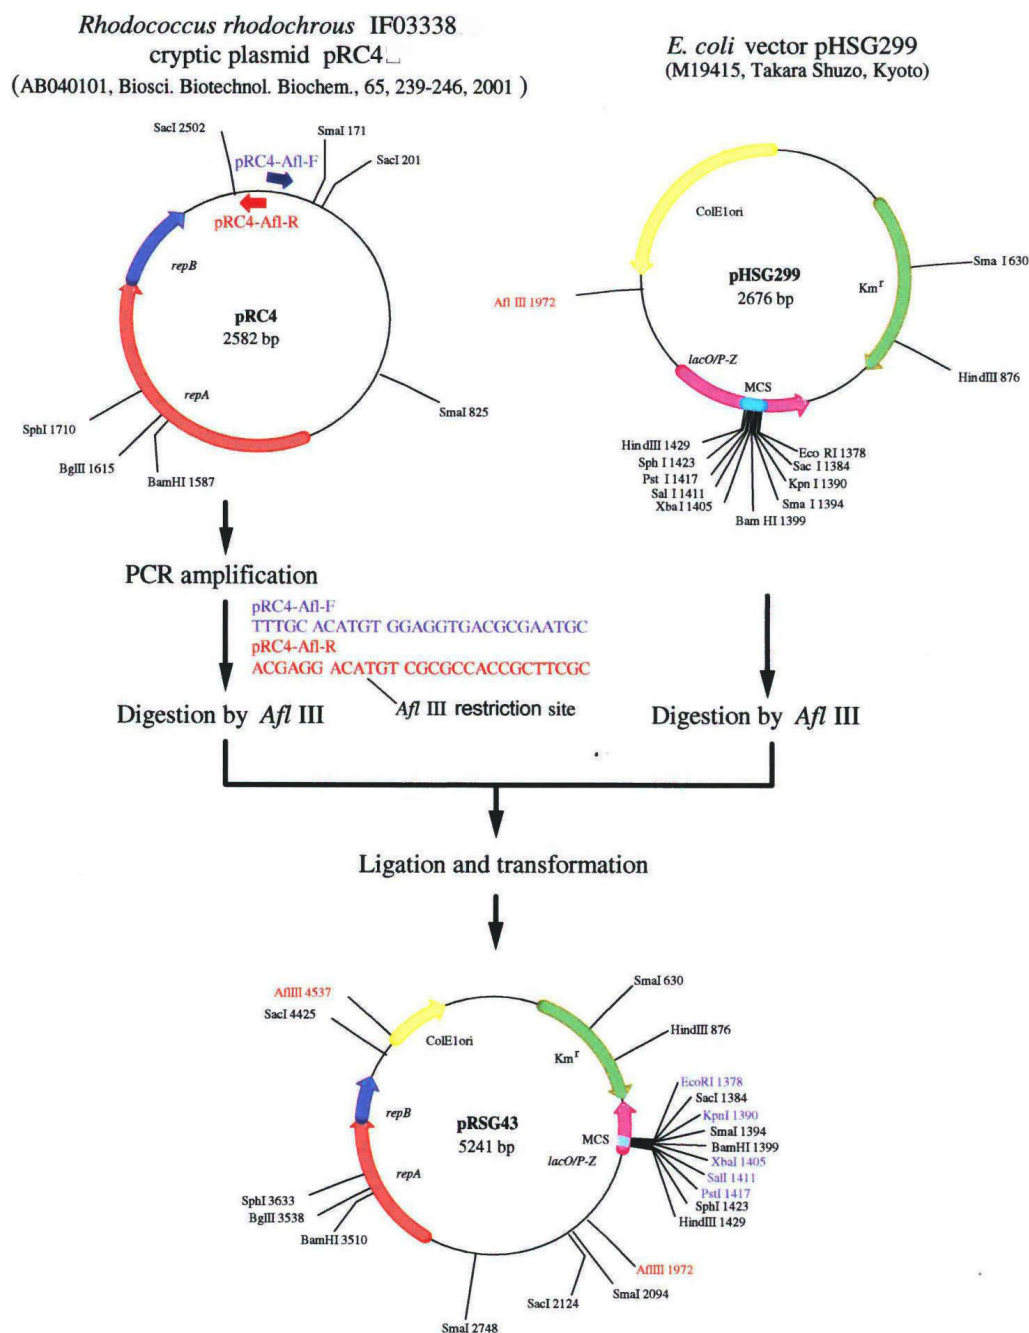 Rhodococcus rhodochrous IF03338
cryptic plasmid pRC4
(AB040101, Biosci. Biotechnol. Biochem., 65, 239-246, 2001 )
E. coli vector pHSG299
(M19415, Takara Shuzo, Kyoto)
SacI 2502
SmaI 171
SacI 201
pRC4-Afl-F
pRC4-Afl-R
repB
pRC4
2582 bp
repA
SmaI 825
SphI 1710
BglII 1615
BamHI 1587
ColE1ori
pHSG299
2676 bp
Km r
Sma I 630
Afl III 1972
HindIII 876
lacO/P-Z
MCS
HindIII 1429
Sph I 1423
Pst I 1417
Sal I 1411
Xba I 1405
Bam HI 1399
Eco RI 1378
Sac I 1384
Kpn I 1390
Sma I 1394
PCR amplification
pRC4-Afl-F
TTTGC ACATGT GGAGGTGACGCGAATGC
pRC4-Afl-R
ACGAGG ACATGT CGCGCCACCGCTTCGC
Afl III restriction site
Digestion by Afl III
Digestion by Afl III
Ligation and transformation
AflIII 4537
SacI 4425
ColE1ori
Km r
SmaI 630
HindIII 876
repB
pRSG43
5241 bp
MCS
lacO/P-Z
repA
EcoRI 1378
SacI 1384
KpnI 1390
SmaI 1394
BamHI 1399
XbaI 1405
SalI 1411
PstI 1417
SphI 1423
HindIII 1429
SphI 3633
BglII 3538
BamHI 3510
AflIII 1972
SmaI 2094
SacI 2124
SmaI 2748